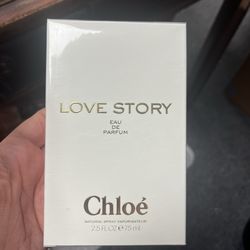 LOVE STORY
EAU
DE
PARFUM
Chloé
NATURAL SPRAY VAPORISATEUR
2.5 FL.OZ ℮ 75 ml